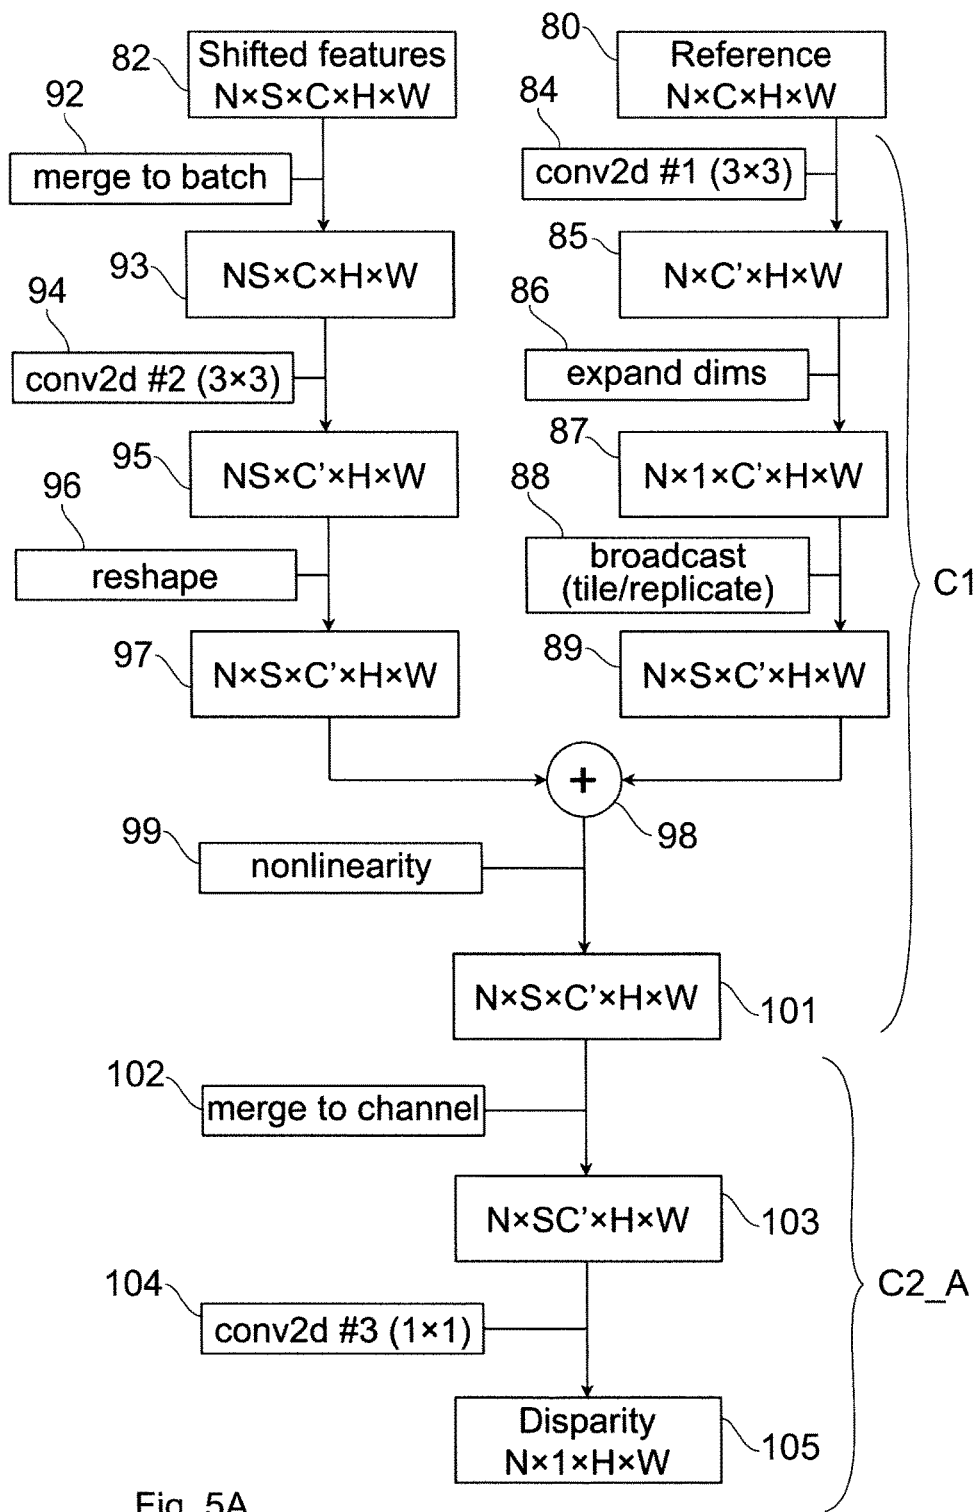 82
Shifted features
N×S×C×H×W
80
Reference
N×C×H×W
92
merge to batch
84
conv2d #1 (3×3)
93
NS×C×H×W
85
N×C'×H×W
94
conv2d #2 (3×3)
86
expand dims
95
NS×C'×H×W
87
N×1×C'×H×W
96
reshape
88
broadcast
(tile/replicate)
C1
97
N×S×C'×H×W
89
N×S×C'×H×W
+
98
99
nonlinearity
N×S×C'×H×W
101
102
merge to channel
N×SC'×H×W
103
C2_A
104
conv2d #3 (1×1)
Disparity
N×1×H×W
105
Fig. 5A